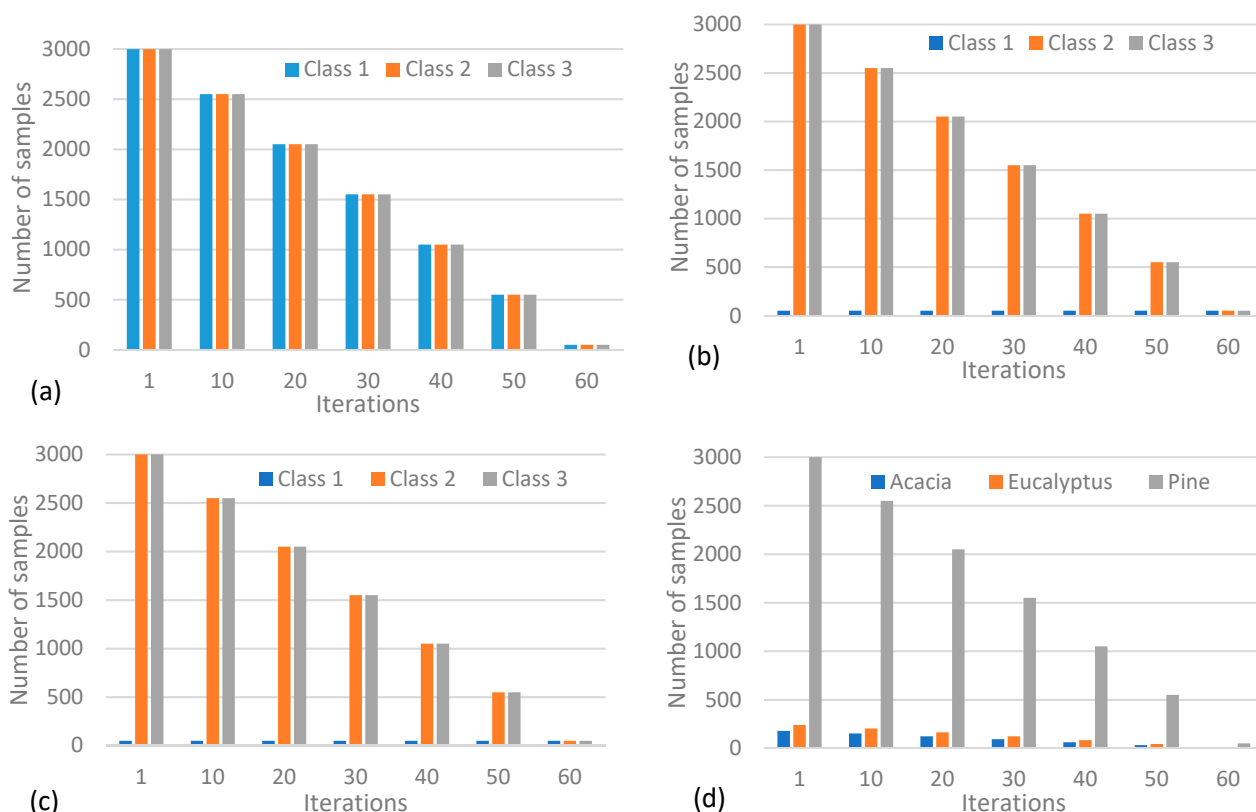 3000
2500
2000
1500
1000
500
0
Number of samples
Class 1 Class 2 Class 3
1 10 20 30 40 50 60
Iterations
(a)
3000
2500
2000
1500
1000
500
0
Number of samples
Class 1 Class 2 Class 3
1 10 20 30 40 50 60
Iterations
(b)
3000
2500
2000
1500
1000
500
0
Number of samples
Class 1 Class 2 Class 3
1 10 20 30 40 50 60
Iterations
(c)
3000
2500
2000
1500
1000
500
0
Number of samples
Acacia Eucalyptus Pine
1 10 20 30 40 50 60
Iterations
(d)